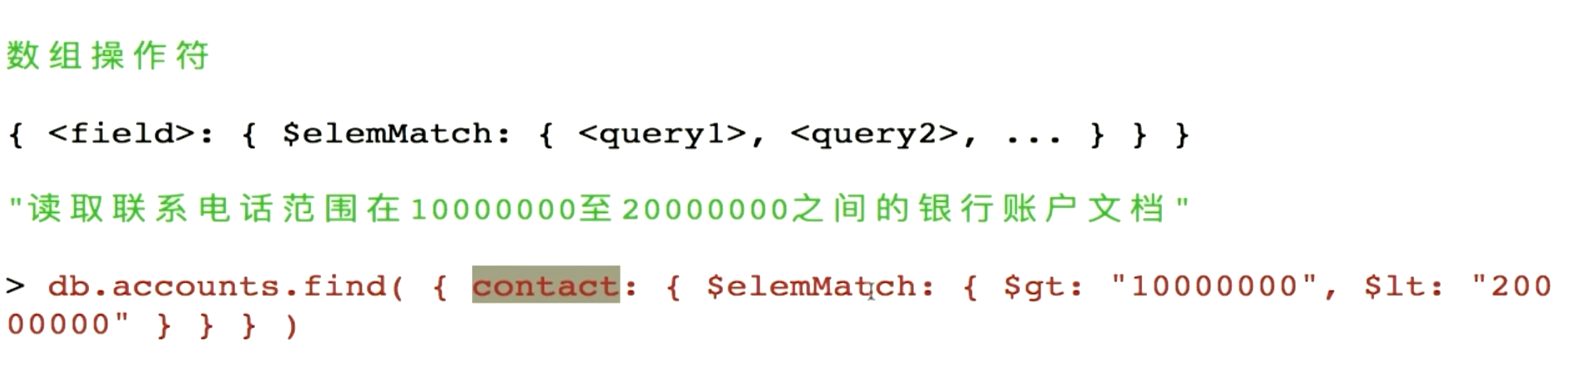 数组操作符
{ <field>: { $elemMatch: { <query1>, <query2>, ... } } }
"读取联系电话范围在10000000至20000000之间的银行账户文档"
> db.accounts.find( { contact: { $elemMatch: { $gt: "10000000", $lt: "200
00000" } } } )